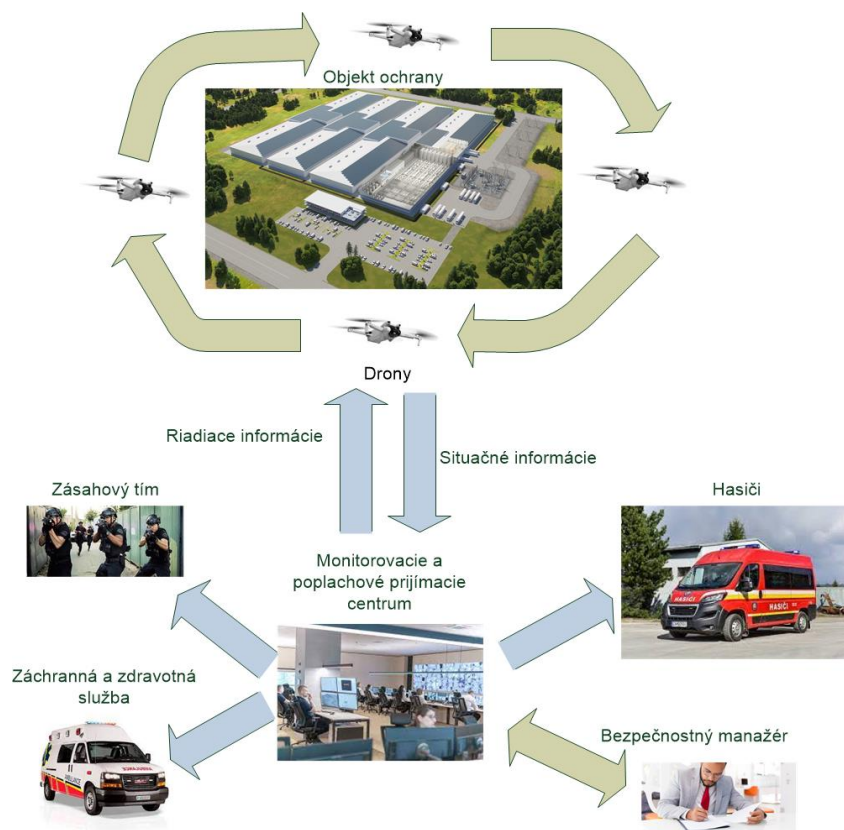 Objekt ochrany
Drony
Riadiace informácie
Situačné informácie
Zásahový tím
Hasiči
Monitorovacie a
poplachové prijímacie
centrum
HASIČI
Záchranná a zdravotná
služba
AMBULANCE
Bezpečnostný manažér